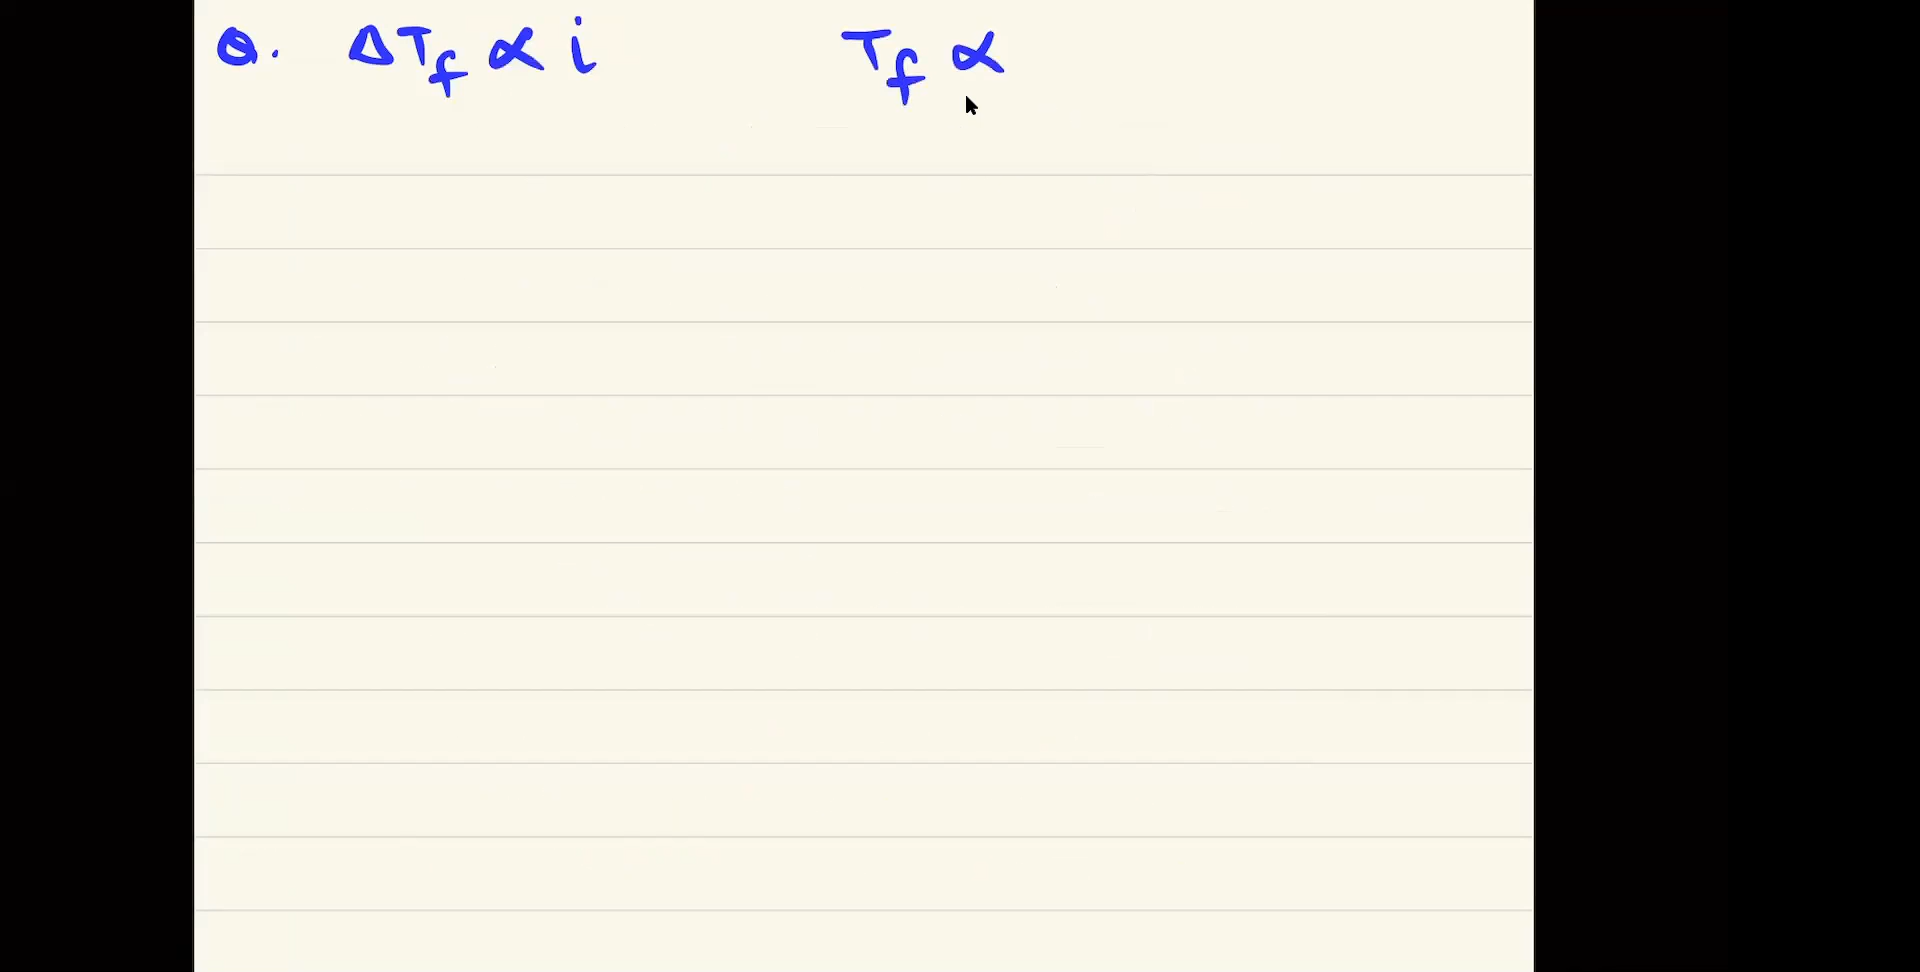 Q. ΔT_f ∝ i T_f ∝